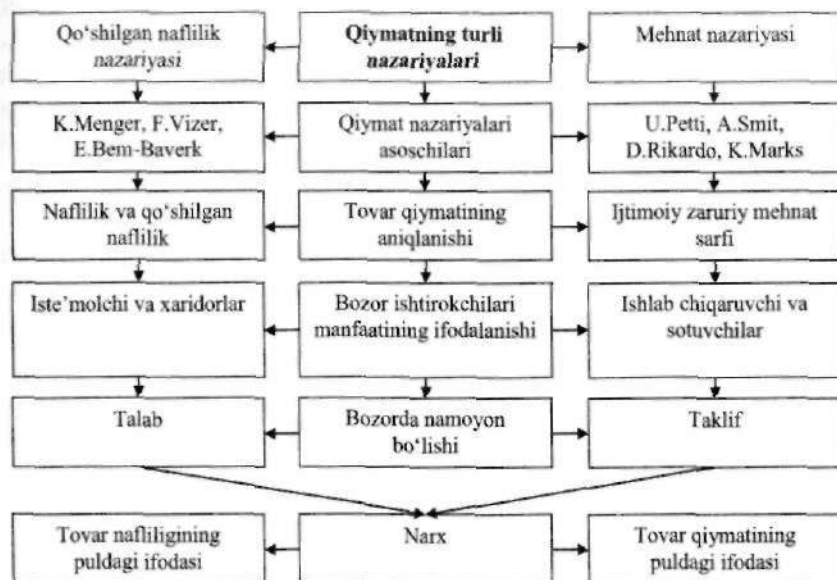 Qo‘shilgan naflilik
nazariyasi
Qiymatning turli
nazariyalari
Mehnat nazariyasi
K.Menger, F.Vizer,
E.Bem-Baverk
Qiymat nazariyalari
asoschilari
U.Petti, A.Smit,
D.Rikardo, K.Marks
Naflilik va qo‘shilgan
naflilik
Tovar qiymatining
aniqlanishi
Ijtimoiy zaruriy mehnat
sarfi
Iste’molchi va xaridorlar
Bozor ishtirokchilari
manfaatining ifodalanishi
Ishlab chiqaruvchi va
sotuvchilar
Talab
Bozorda namoyon
bo‘lishi
Taklif
Tovar nafliligining
puldagi ifodasi
Narx
Tovar qiymatining
puldagi ifodasi